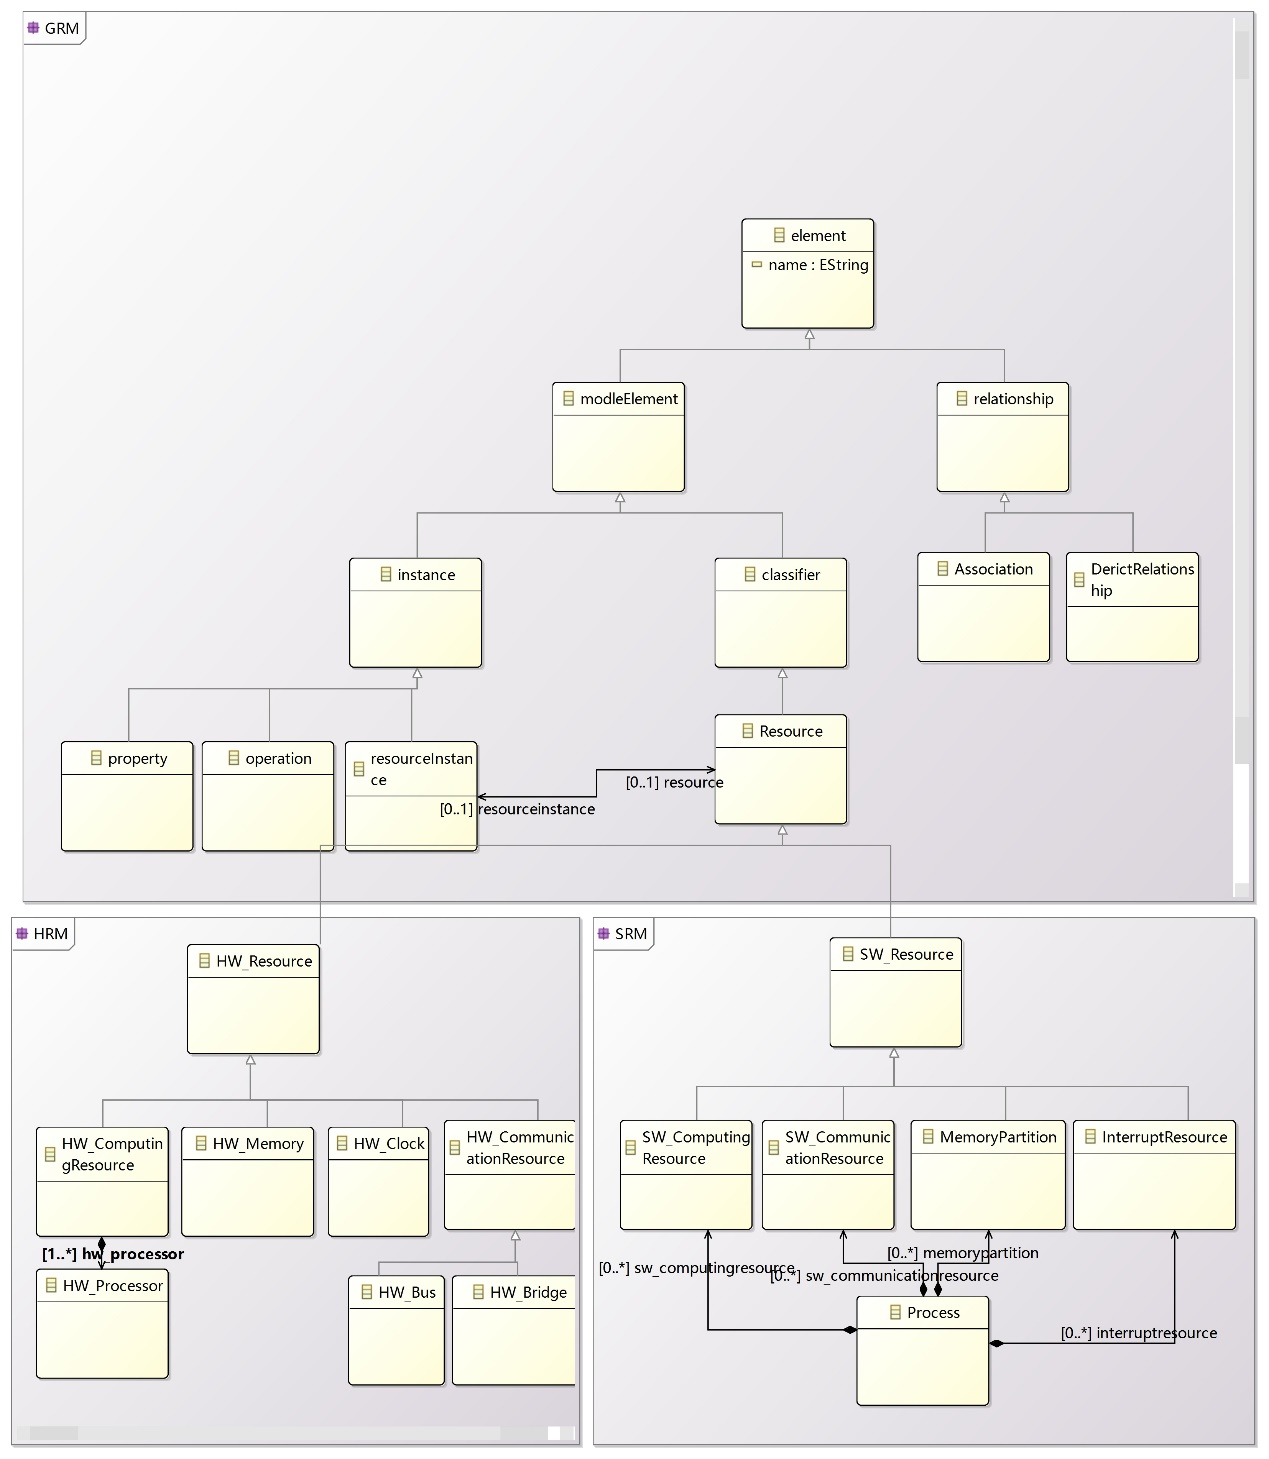 GRM
element
name : EString
modleElement
relationship
instance
classifier
Association
DerictRelations
hip
property
operation
resourceInstan
ce
Resource
[0..1] resource
[0..1] resourceinstance
HRM
HW_Resource
HW_Computin
gResource
HW_Memory
HW_Clock
HW_Communic
ationResource
[1..*] hw_processor
HW_Processor
HW_Bus
HW_Bridge
SRM
SW_Resource
SW_Computing
Resource
SW_Communic
ationResource
MemoryPartition
InterruptResource
[0..*] memorypartition
[0..*] sw_computingresource
[0..*] sw_communicationresource
Process
[0..*] interruptresource